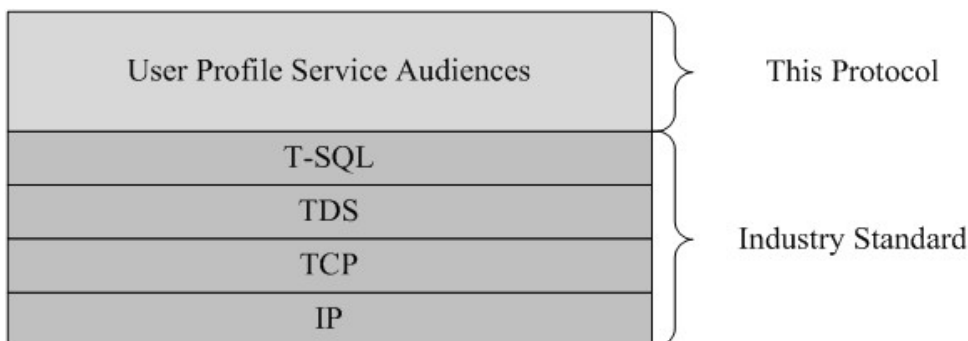 User Profile Service Audiences
This Protocol
T-SQL
TDS
Industry Standard
TCP
IP